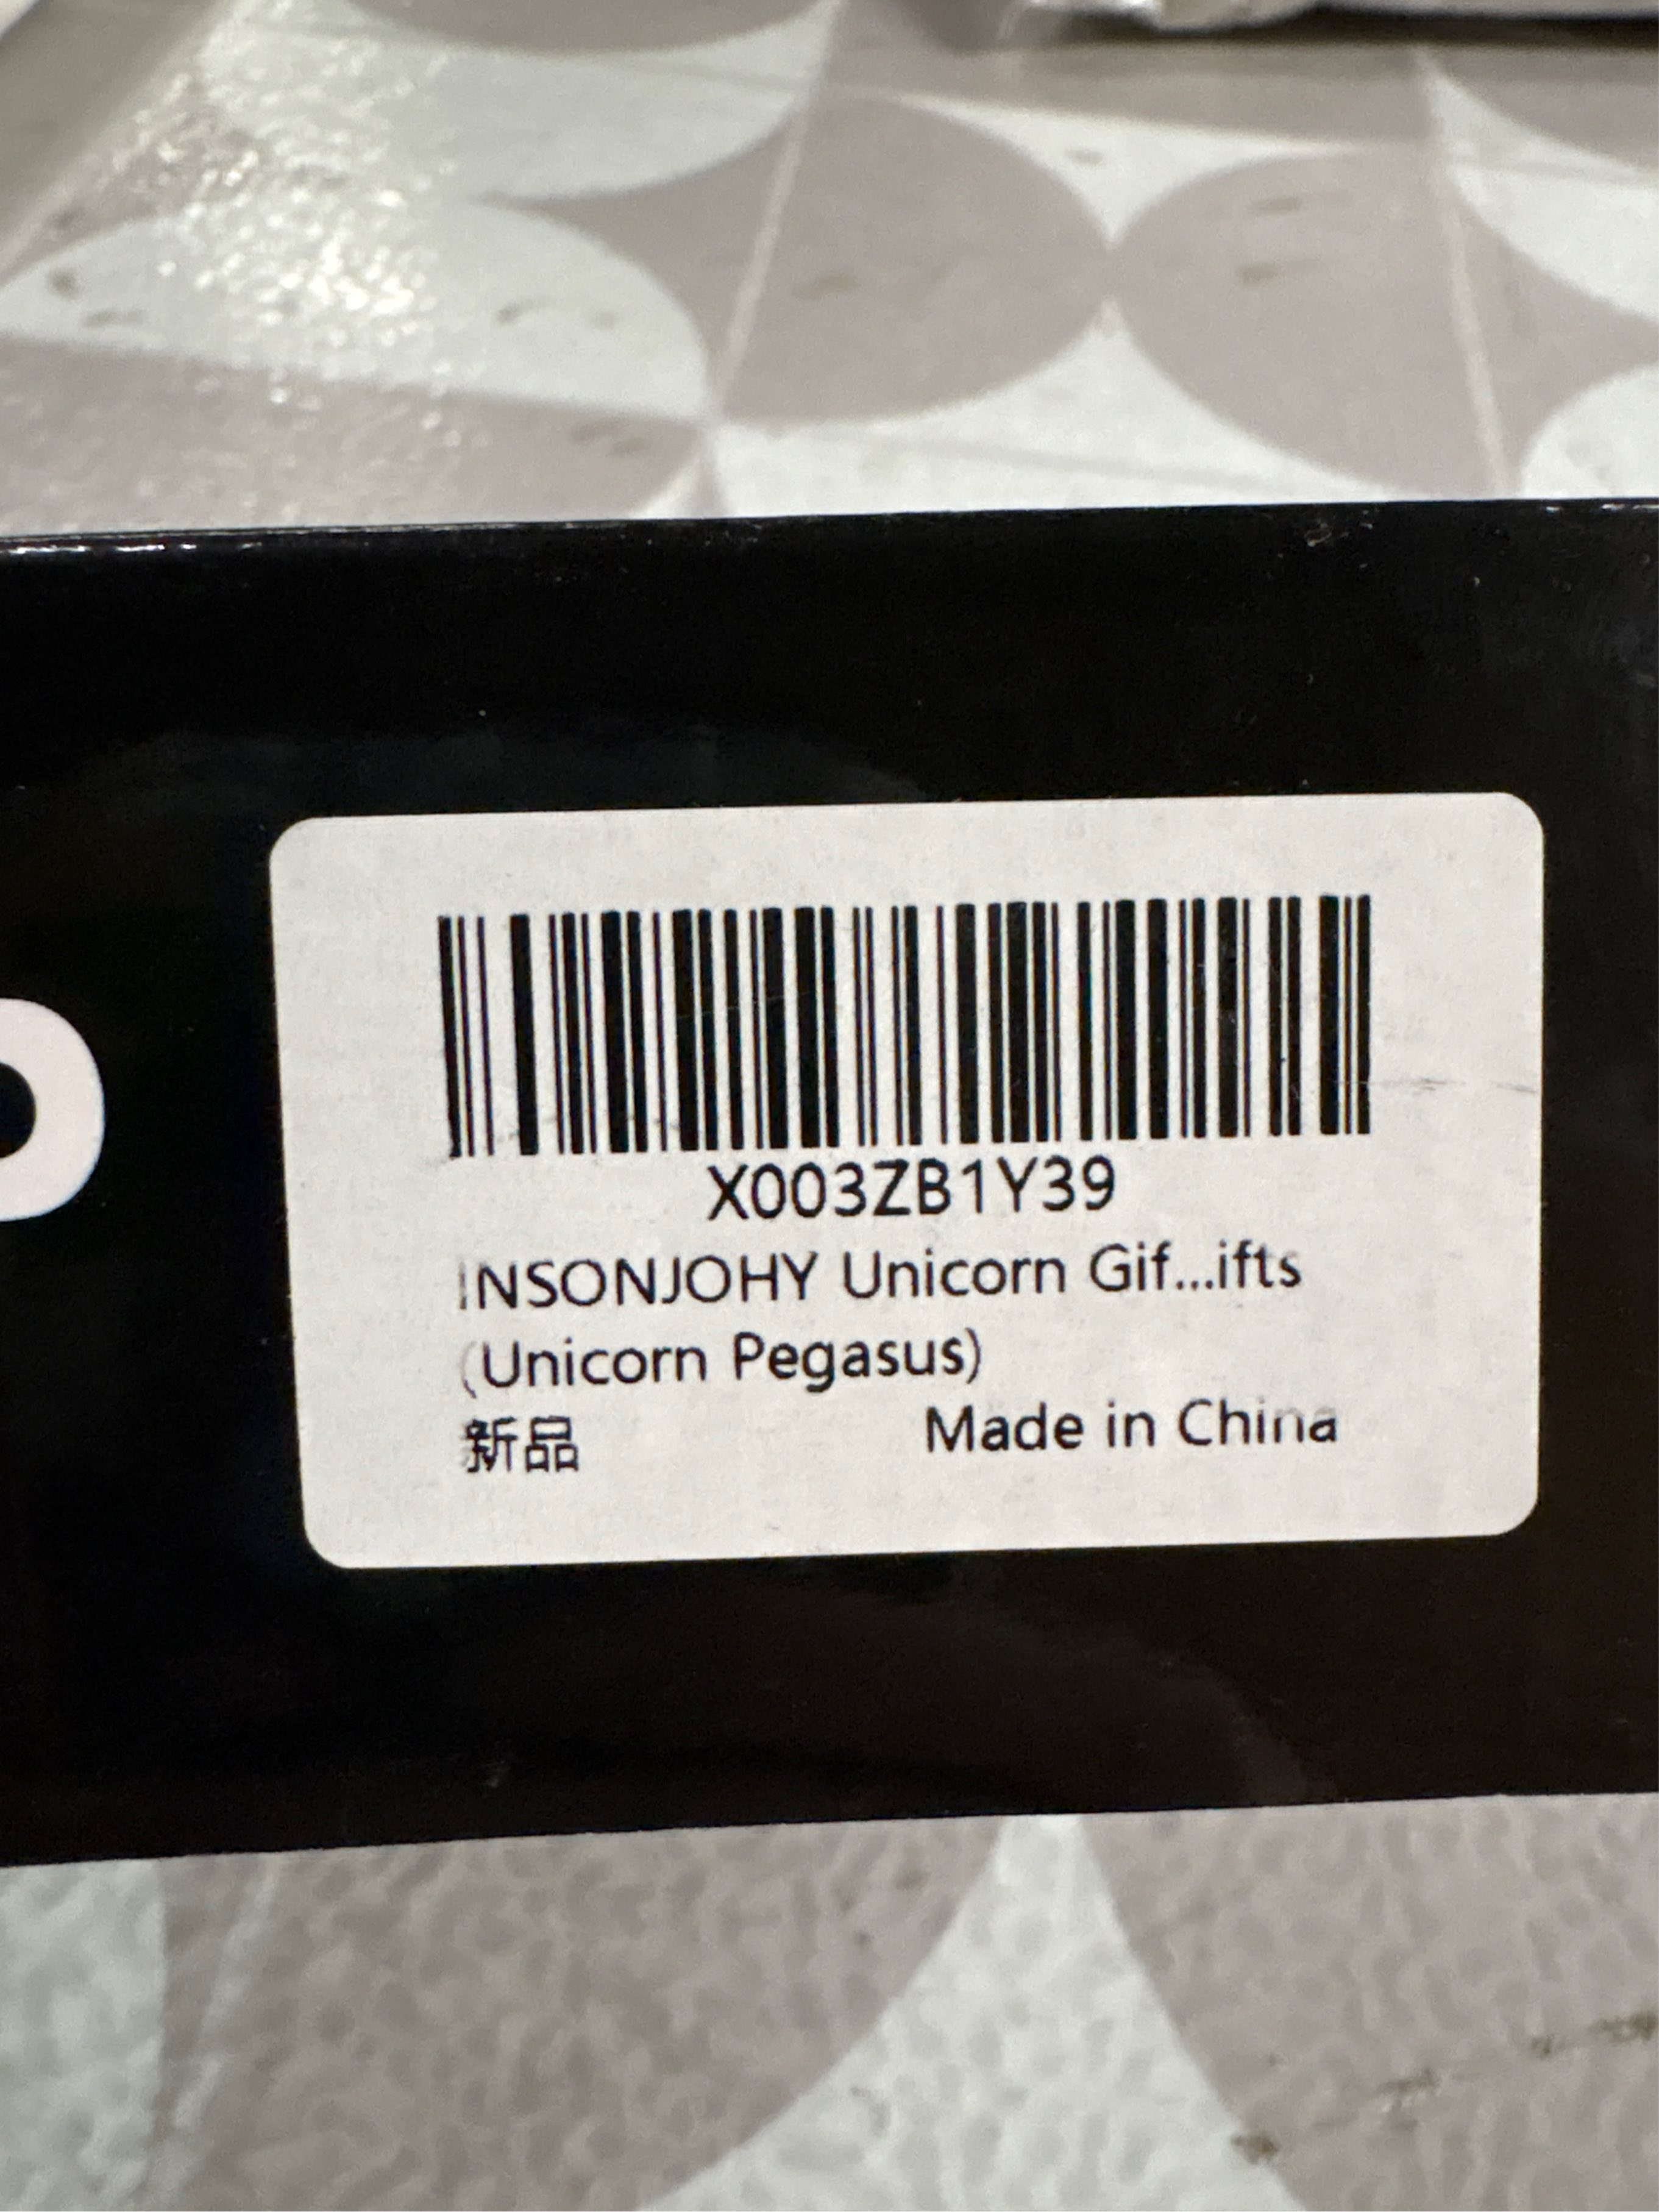 X003ZB1Y39
INSONJOHY Unicorn Gif...ifts
(Unicorn Pegasus)
新品 Made in China